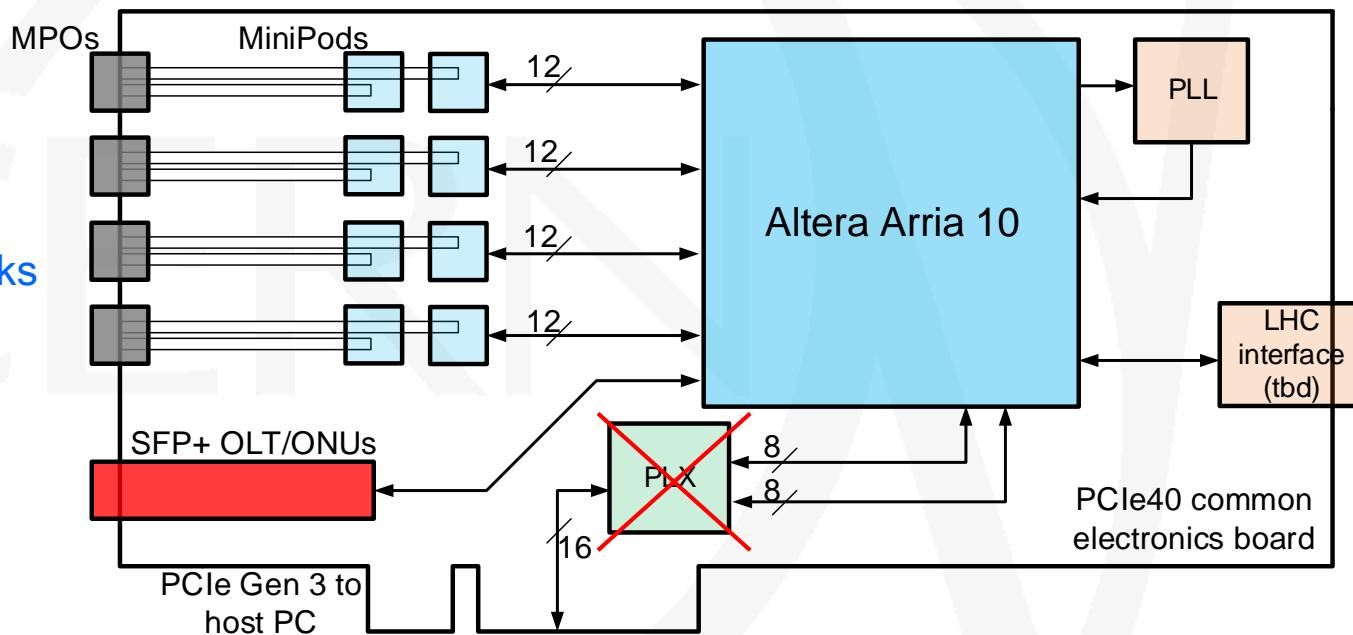 MPOs
MiniPods
12
12
12
12
Altera Arria 10
PLL
ks
LHC
interface
(tbd)
SFP+ OLT/ONUs
PLX
8
8
16
PCIe40 common
electronics board
PCIe Gen 3 to
host PC
CERN